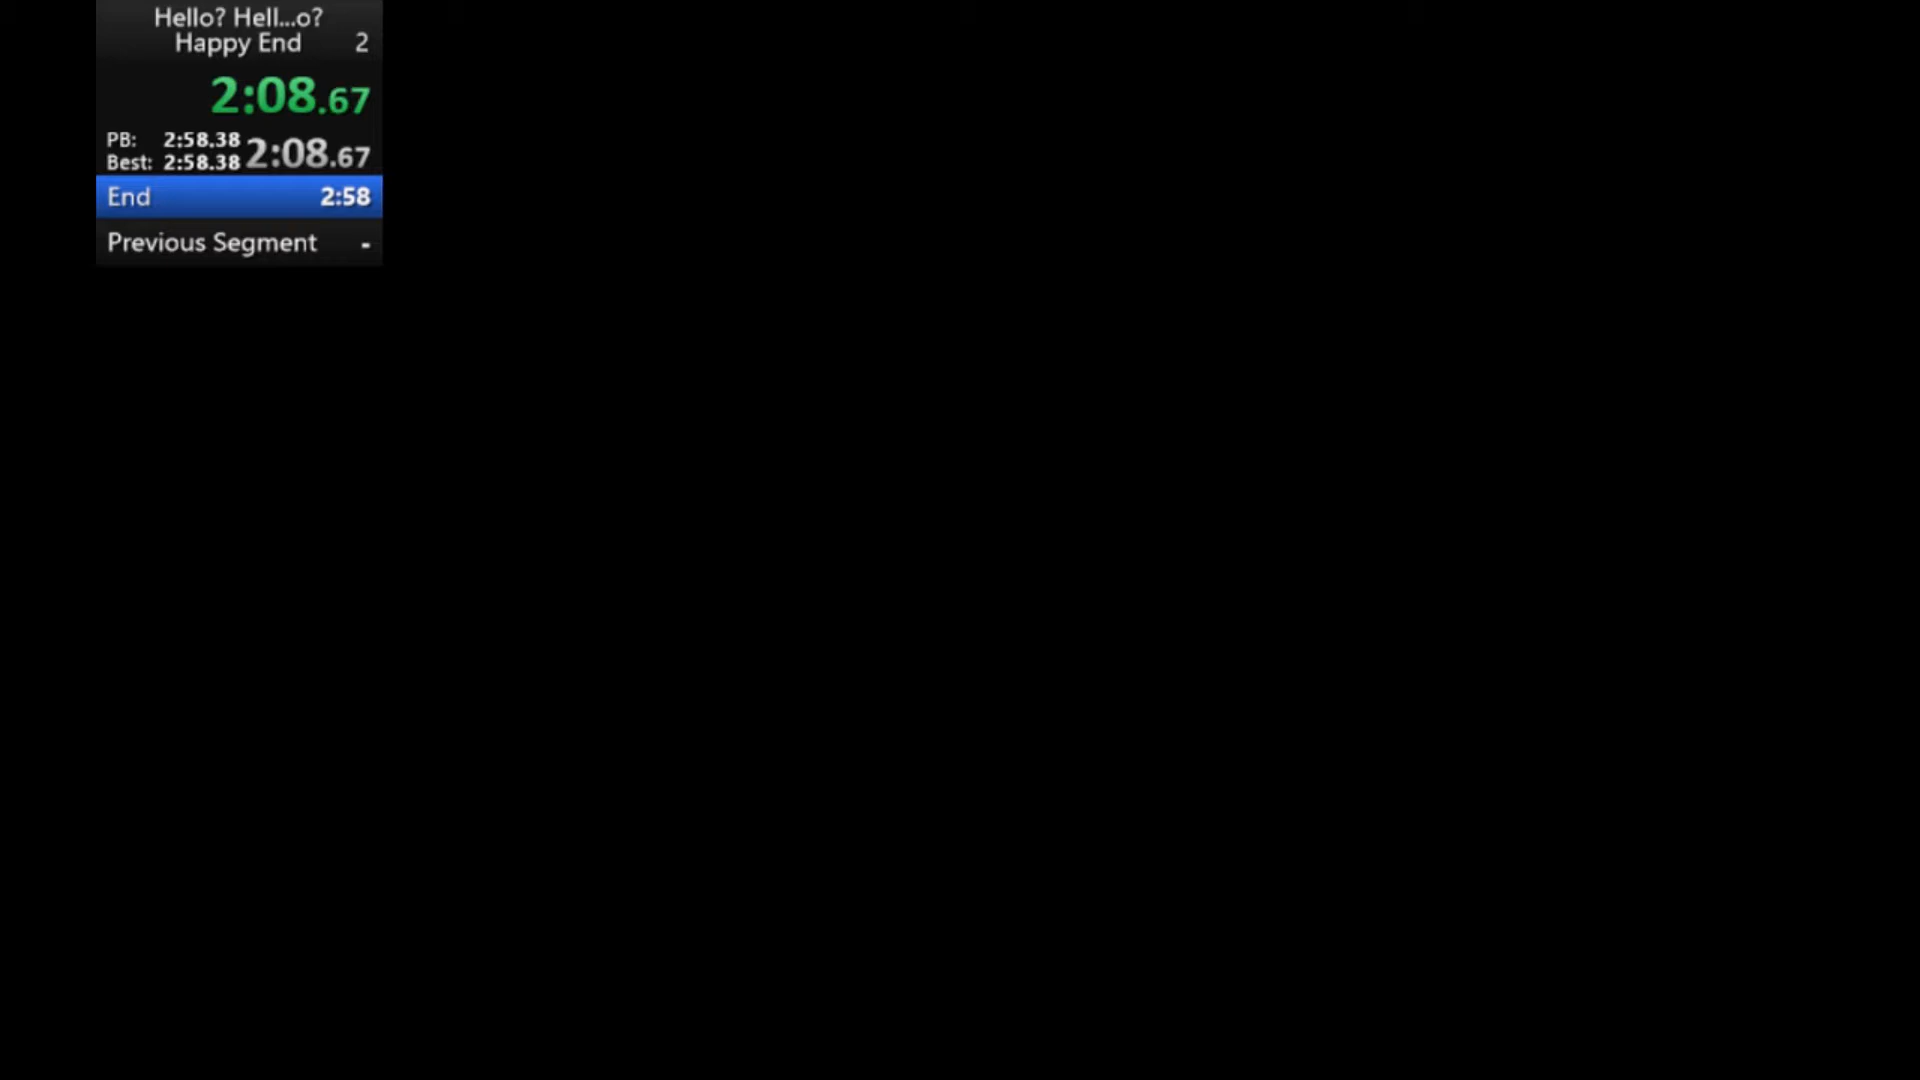 Hello? Hell...o?
Happy End 2
2:08.67
PB: 2:58.38
Best: 2:58.38
2:08.67
End 2:58
Previous Segment -